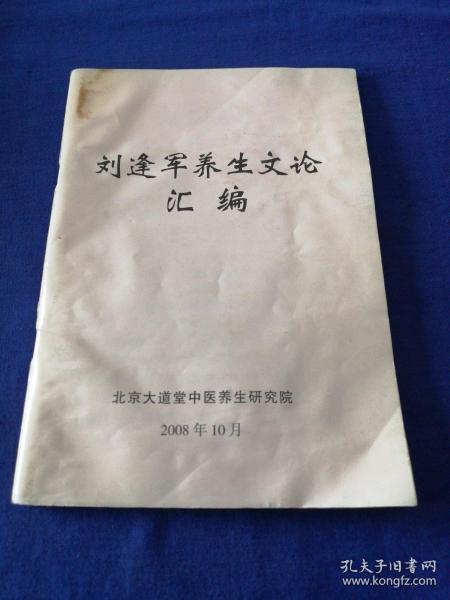 刘逢军养生文论
汇编
北京大道堂中医养生研究院
2008年10月
孔夫子旧书网
www.kongfz.com